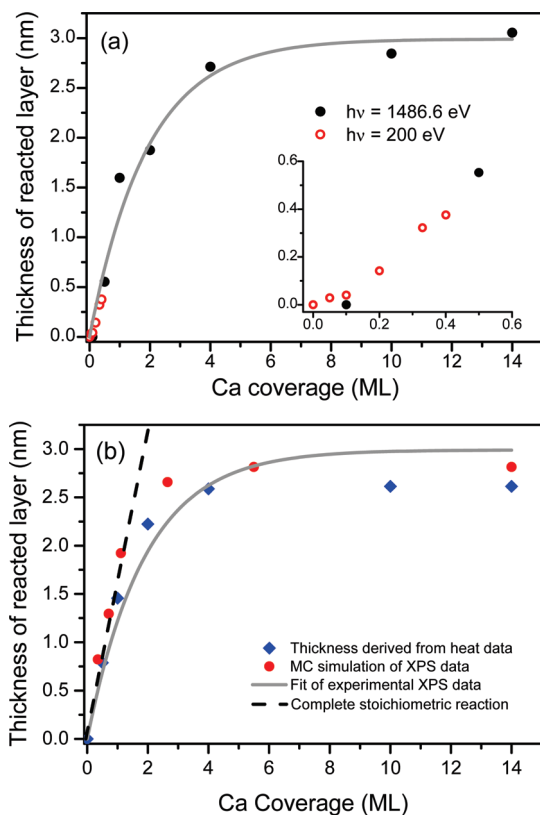 (a)
Thickness of reacted layer (nm)
3.0
2.5
2.0
1.5
1.0
0.5
0.0
hν = 1486.6 eV
hν = 200 eV
0.6
0.4
0.2
0.0
0.0 0.2 0.4 0.6
0 2 4 6 8 10 12 14
Ca coverage (ML)
(b)
Thickness of reacted layer (nm)
3.0
2.5
2.0
1.5
1.0
0.5
0.0
Thickness derived from heat data
MC simulation of XPS data
Fit of experimental XPS data
Complete stoichiometric reaction
0 2 4 6 8 10 12 14
Ca Coverage (ML)